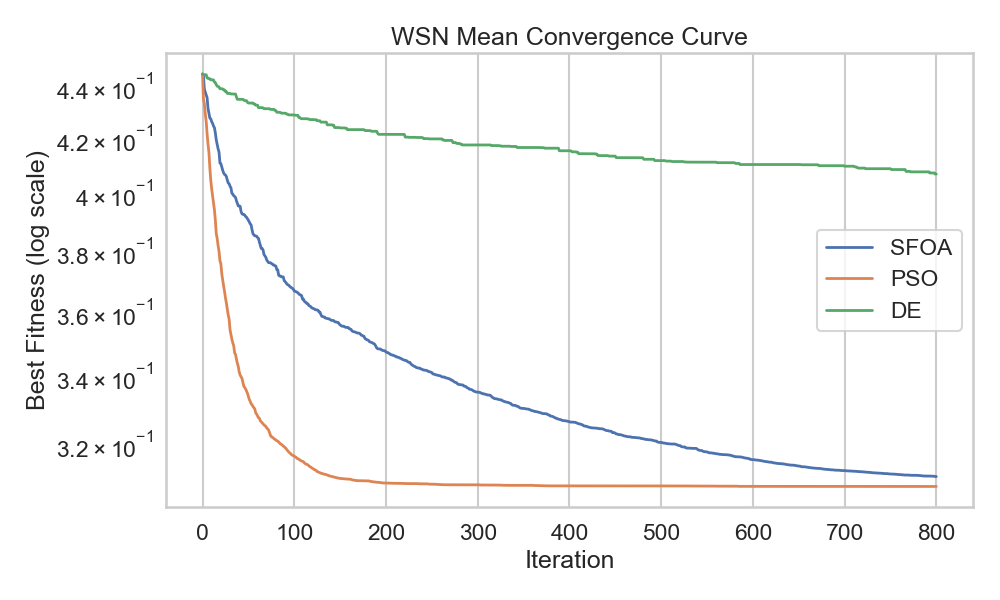 WSN Mean Convergence Curve
Best Fitness (log scale)
4.4 × 10⁻¹
4.2 × 10⁻¹
4 × 10⁻¹
3.8 × 10⁻¹
3.6 × 10⁻¹
3.4 × 10⁻¹
3.2 × 10⁻¹
SFOA
PSO
DE
0 100 200 300 400 500 600 700 800
Iteration